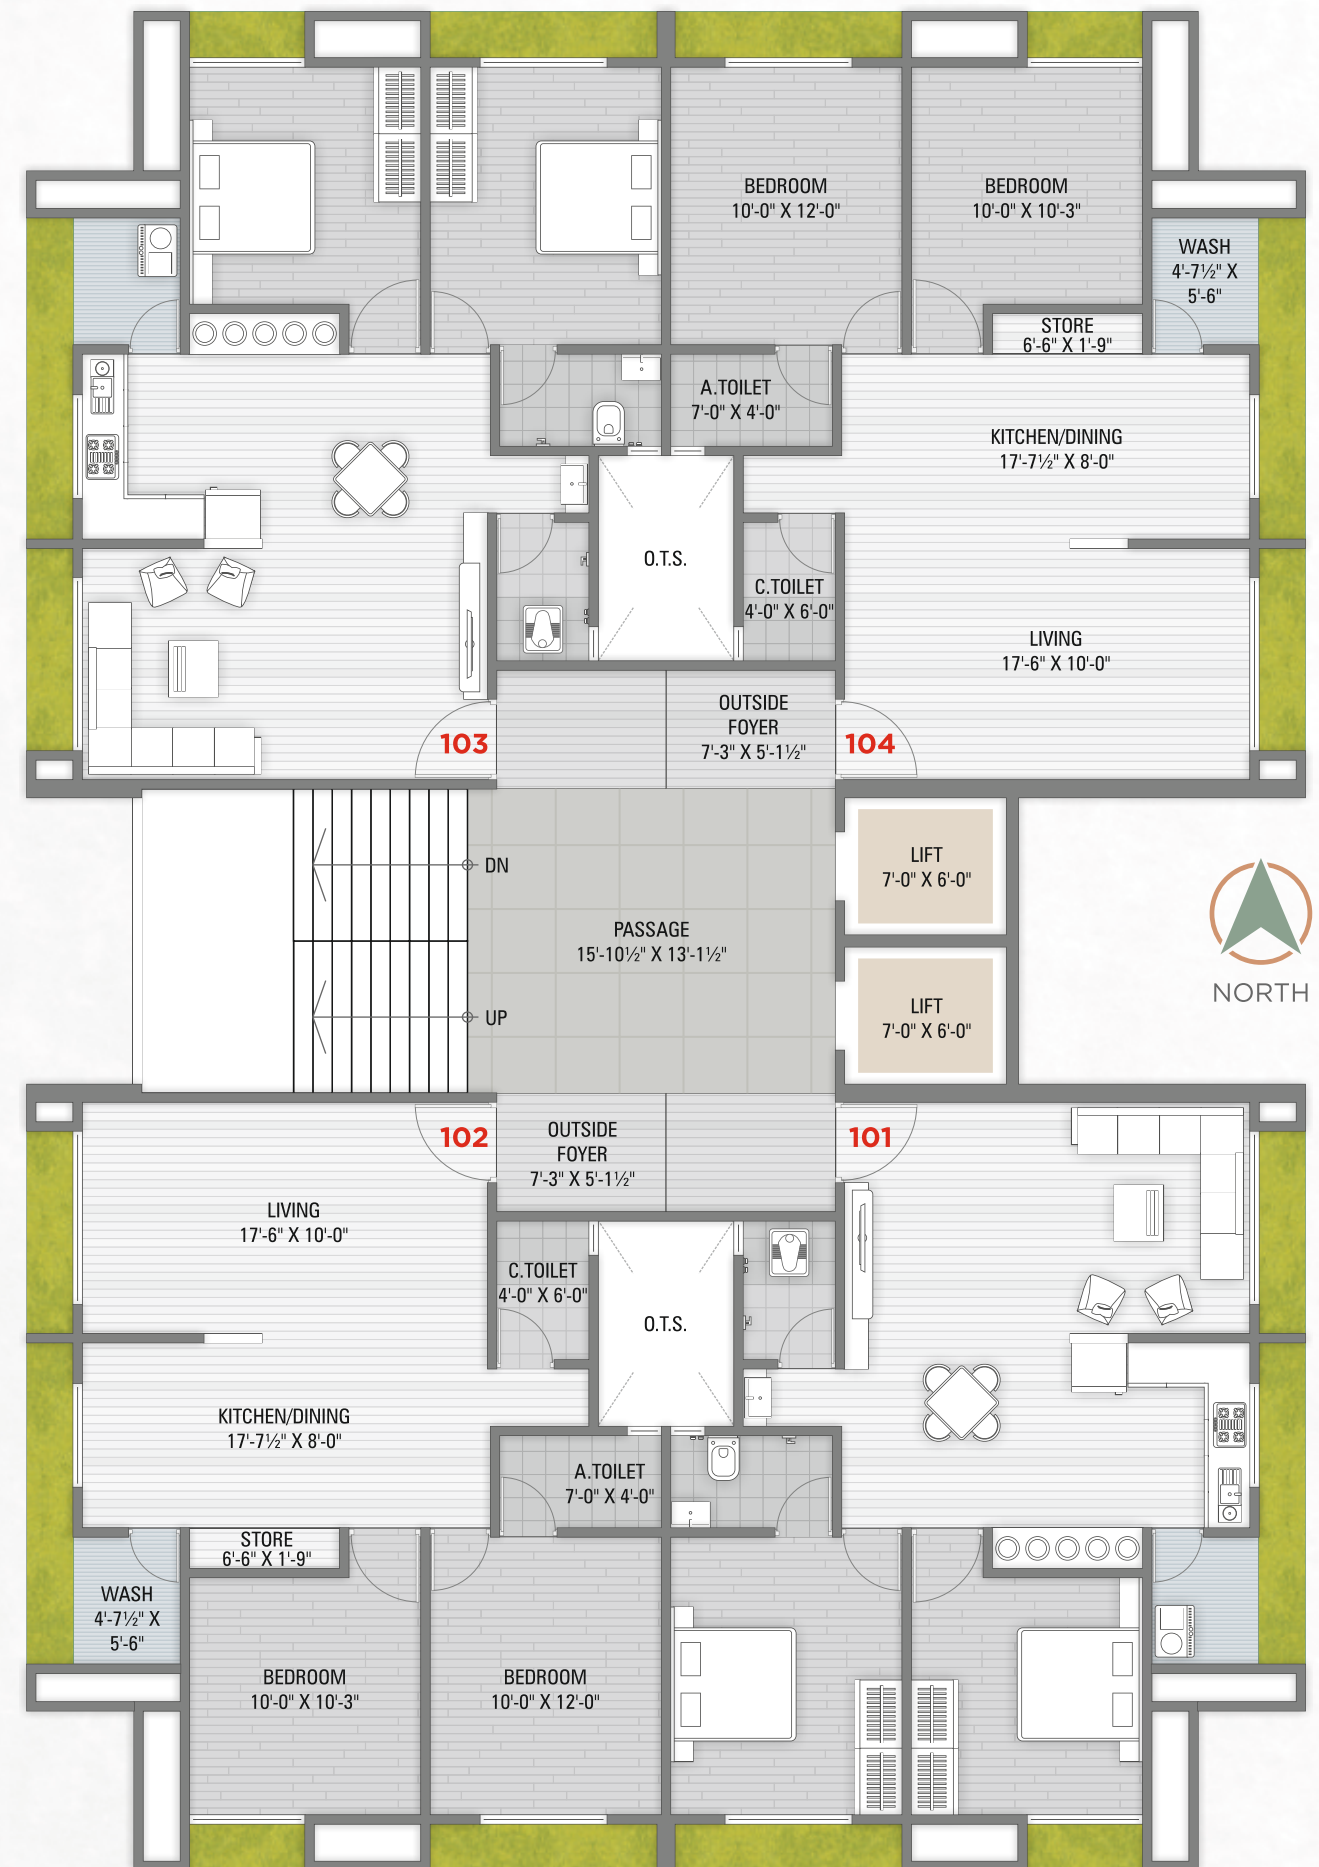 BEDROOM
10'-0" X 12'-0"
BEDROOM
10'-0" X 10'-3"
WASH
4'-7½" X
5'-6"
STORE
6'-6" X 1'-9"
A.TOILET
7'-0" X 4'-0"
KITCHEN/DINING
17'-7½" X 8'-0"
O.T.S.
C.TOILET
4'-0" X 6'-0"
LIVING
17'-6" X 10'-0"
OUTSIDE
FOYER
7'-3" X 5'-1½"
103
104
DN
LIFT
7'-0" X 6'-0"
PASSAGE
15'-10½" X 13'-1½"
NORTH
LIFT
7'-0" X 6'-0"
UP
102
OUTSIDE
FOYER
7'-3" X 5'-1½"
101
LIVING
17'-6" X 10'-0"
C.TOILET
4'-0" X 6'-0"
O.T.S.
KITCHEN/DINING
17'-7½" X 8'-0"
A.TOILET
7'-0" X 4'-0"
STORE
6'-6" X 1'-9"
WASH
4'-7½" X
5'-6"
BEDROOM
10'-0" X 10'-3"
BEDROOM
10'-0" X 12'-0"